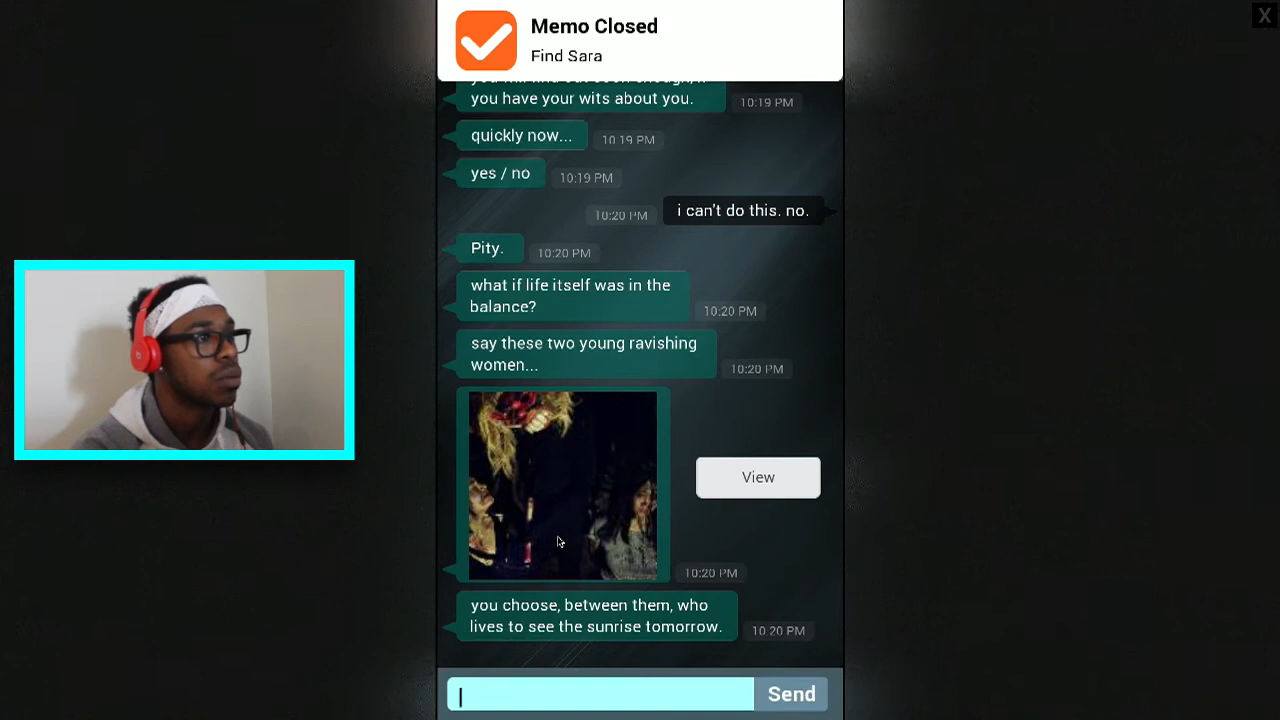 X
Memo Closed
Find Sara
you have your wits about you.
10:19 PM
quickly now...
10:19 PM
yes / no
10:19 PM
i can't do this. no.
10:20 PM
Pity.
10:20 PM
what if life itself was in the
balance?
10:20 PM
say these two young ravishing
women...
10:20 PM
View
10:20 PM
you choose, between them, who
lives to see the sunrise tomorrow.
10:20 PM
Send